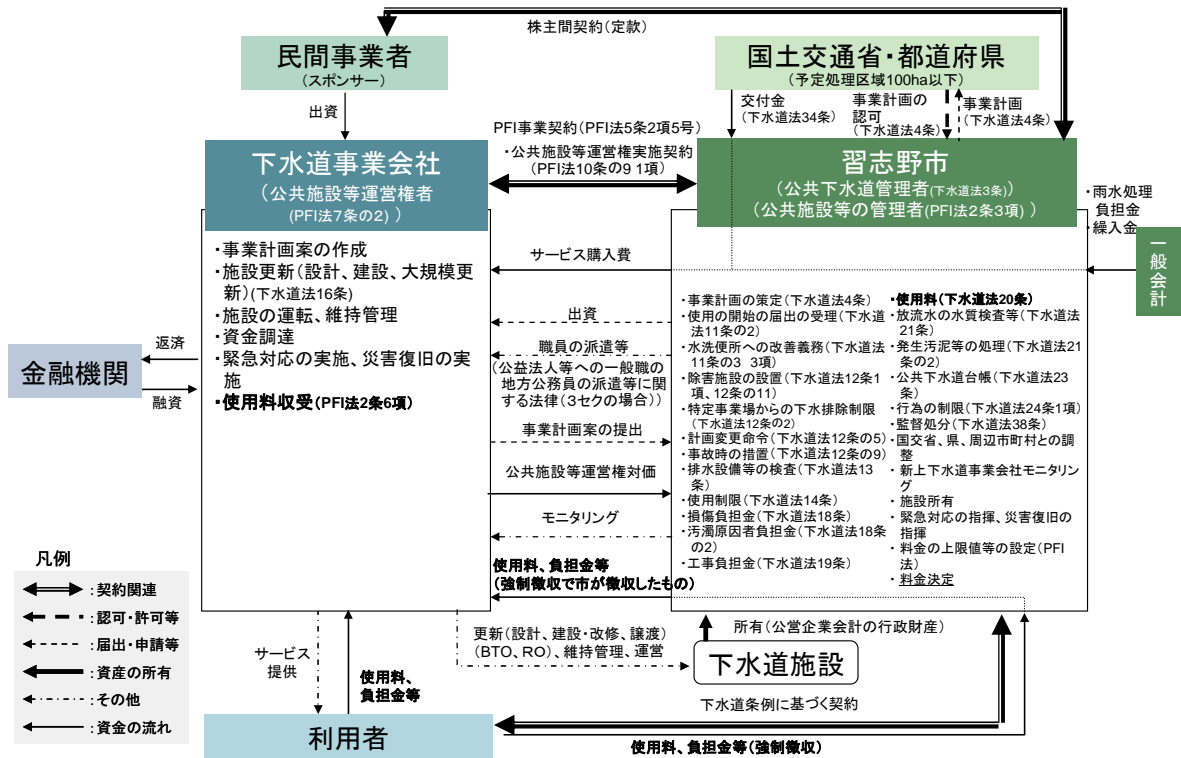 株主間契約(定款)
民間事業者
(スポンサー)
国土交通省・都道府県
(予定処理区域100ha以下)
出資
交付金
(下水道法34条)
事業計画の
認可
(下水道法4条)
事業計画
(下水道法4条)
PFI事業契約(PFI法5条2項5号)
・公共施設等運営権実施契約
(PFI法10条の9 1項)
下水道事業会社
(公共施設等運営権者
(PFI法7条の2) )
習志野市
(公共下水道管理者(下水道法3条))
(公共施設等の管理者(PFI法2条3項) )
・雨水処理
負担金
・繰入金
一般会計
・事業計画案の作成
・施設更新(設計、建設、大規模更
新)(下水道法16条)
・施設の運転、維持管理
・資金調達
・緊急対応の実施、災害復旧の実
施
・使用料収受(PFI法2条6項)
サービス購入費
出資
職員の派遣等
(公益法人等への一般職の
地方公務員の派遣等に関
する法律(3セクの場合))
事業計画案の提出
公共施設等運営権対価
モニタリング
使用料、負担金等
(強制徴収で市が徴収したもの)
・事業計画の策定(下水道法4条)
・使用の開始の届出の受理(下水道
法11条の2)
・水洗便所への改善義務(下水道法
11条の3 3項)
・除害施設の設置(下水道法12条1
項、12条の11)
・特定事業場からの下水排除制限
(下水道法12条の2)
・計画変更命令(下水道法12条の5)
・事故時の措置(下水道法12条の9)
・排水設備等の検査(下水道法13
条)
・使用制限(下水道法14条)
・損傷負担金(下水道法18条)
・汚濁原因者負担金(下水道法18条
の2)
・工事負担金(下水道法19条)
・使用料(下水道法20条)
・放流水の水質検査等(下水道法
21条)
・発生汚泥等の処理(下水道法21
条の2)
・公共下水道台帳(下水道法23
条)
・行為の制限(下水道法24条1項)
・監督処分(下水道法38条)
・国交省、県、周辺市町村との調
整
・新上下水道事業会社モニタリン
グ
・施設所有
・緊急対応の指揮、災害復旧の
指揮
・料金の上限値等の設定(PFI
法)
・料金決定
金融機関
返済
融資
凡例
:契約関連
:認可・許可等
:届出・申請等
:資産の所有
:その他
:資金の流れ
サービス
提供
使用料、
負担金等
更新(設計、建設・改修、譲渡)
(BTO、RO)、維持管理、運営
所有(公営企業会計の行政財産)
下水道施設
下水道条例に基づく契約
利用者
使用料、負担金等(強制徴収)